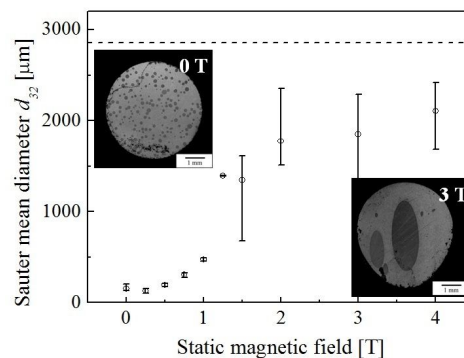 Sauter mean diameter d32 [μm]
3000
2000
1000
0
0 T
1 mm
3 T
1 mm
0 1 2 3 4
Static magnetic field [T]